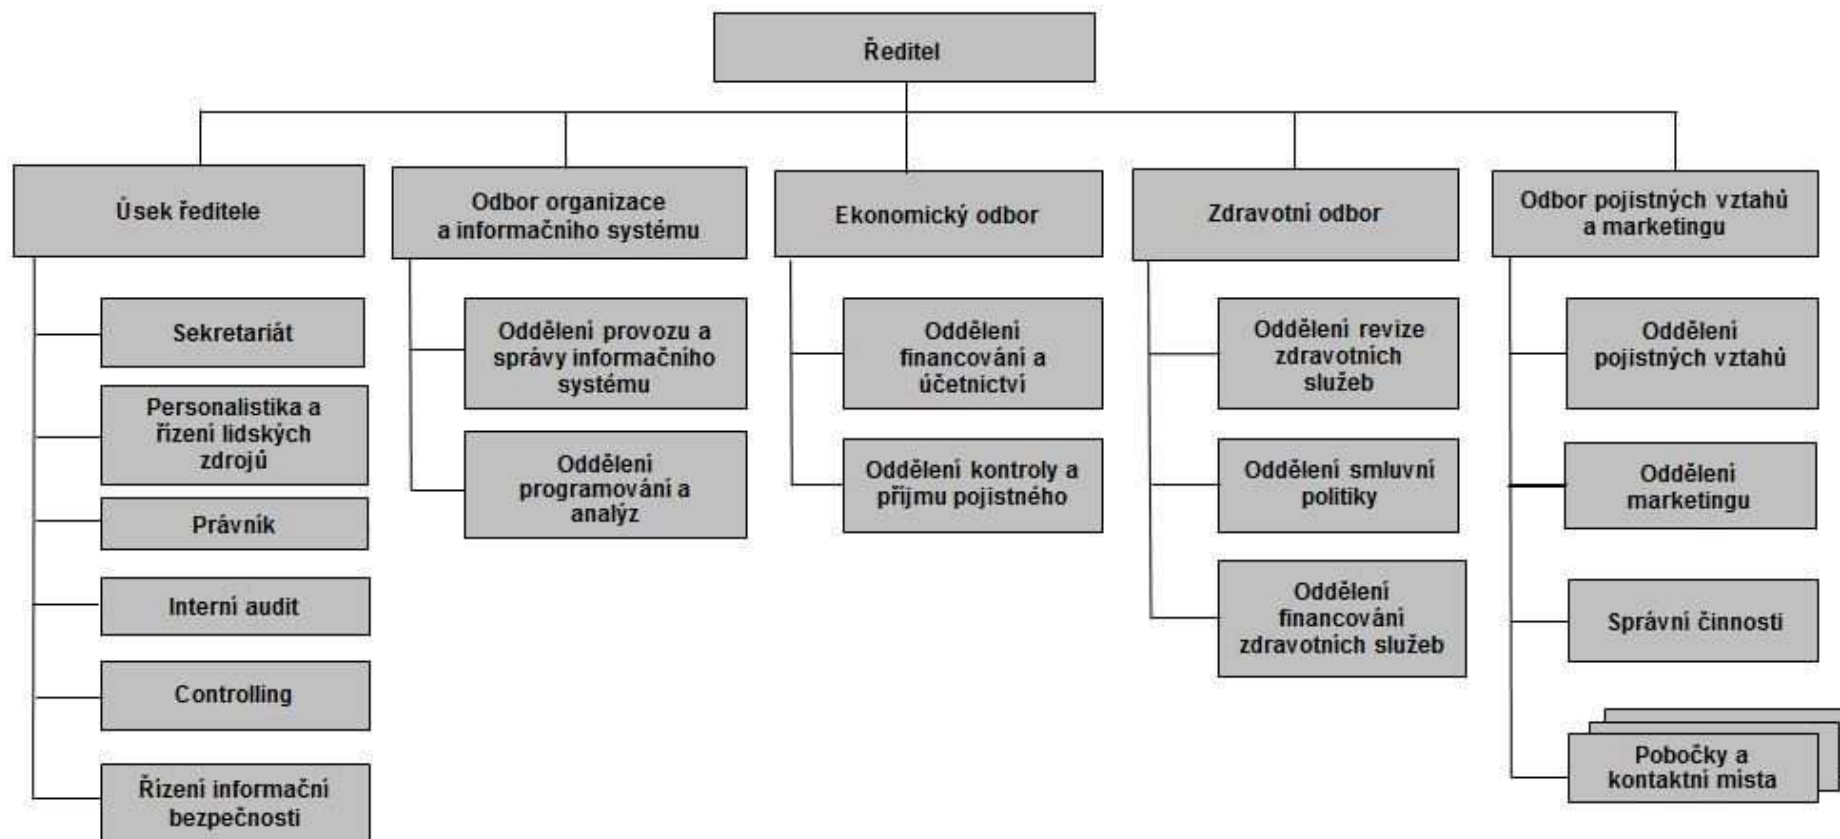 Ředitel
Úsek ředitele
Sekretariát
Personalistika a
řízení lidských
zdrojů
Právník
Interní audit
Controlling
Řízení informační
bezpečnosti
Odbor organizace
a informačního systému
Oddělení provozu a
správy informačního
systému
Oddělení
programování a
analýz
Ekonomický odbor
Oddělení
financování a
účetnictví
Oddělení kontroly a
příjmu pojistného
Zdravotní odbor
Oddělení revize
zdravotních
služeb
Oddělení smluvní
politiky
Oddělení
financování
zdravotních služeb
Odbor pojistných vztahů
a marketingu
Oddělení
pojistných vztahů
Oddělení
marketingu
Správní činnosti
Pobočky a
kontaktní místa